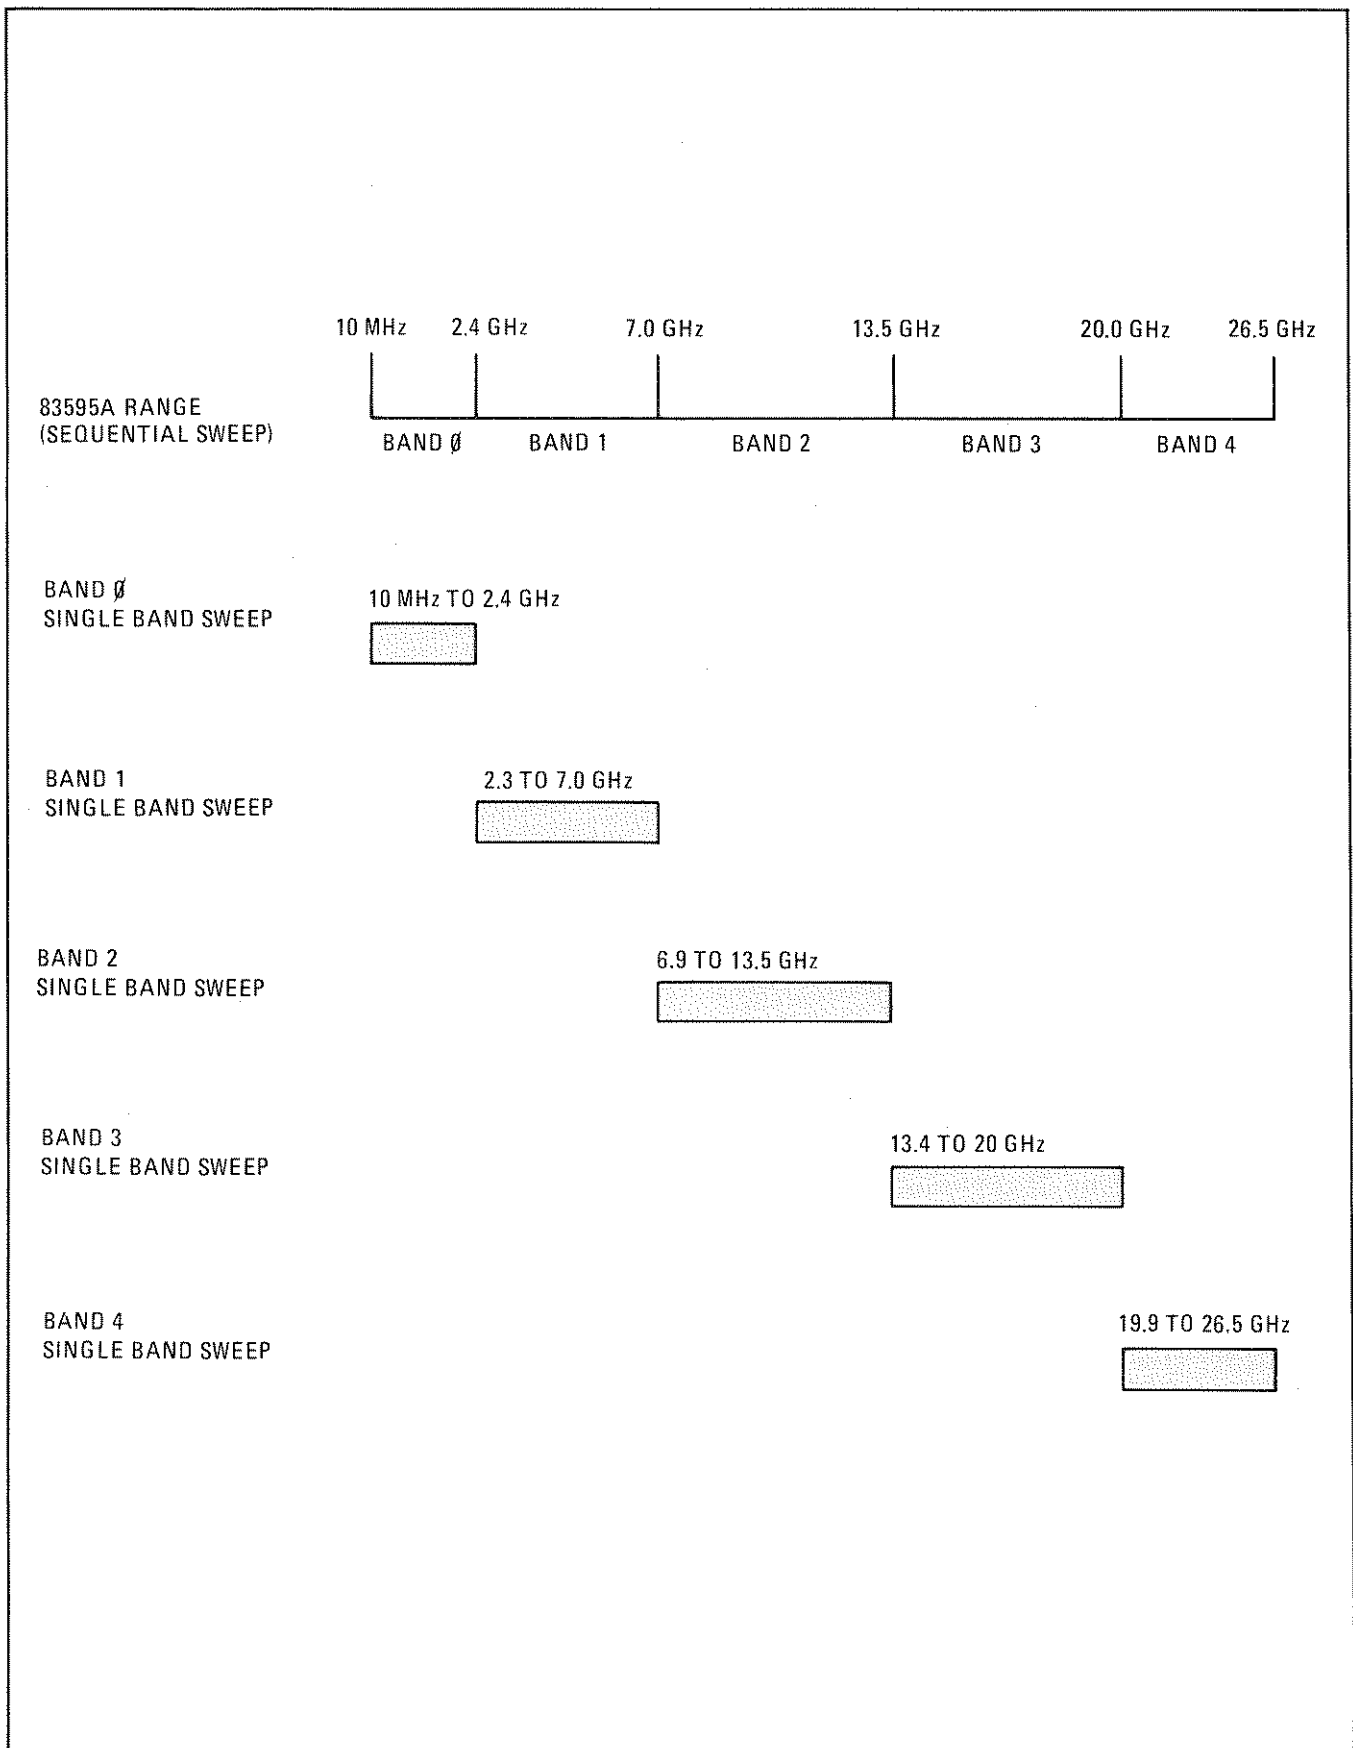 10 MHz 2.4 GHz 7.0 GHz 13.5 GHz 20.0 GHz 26.5 GHz
83595A RANGE
(SEQUENTIAL SWEEP)
BAND Ø BAND 1 BAND 2 BAND 3 BAND 4
BAND Ø
SINGLE BAND SWEEP
10 MHz TO 2.4 GHz
BAND 1
SINGLE BAND SWEEP
2.3 TO 7.0 GHz
BAND 2
SINGLE BAND SWEEP
6.9 TO 13.5 GHz
BAND 3
SINGLE BAND SWEEP
13.4 TO 20 GHz
BAND 4
SINGLE BAND SWEEP
19.9 TO 26.5 GHz